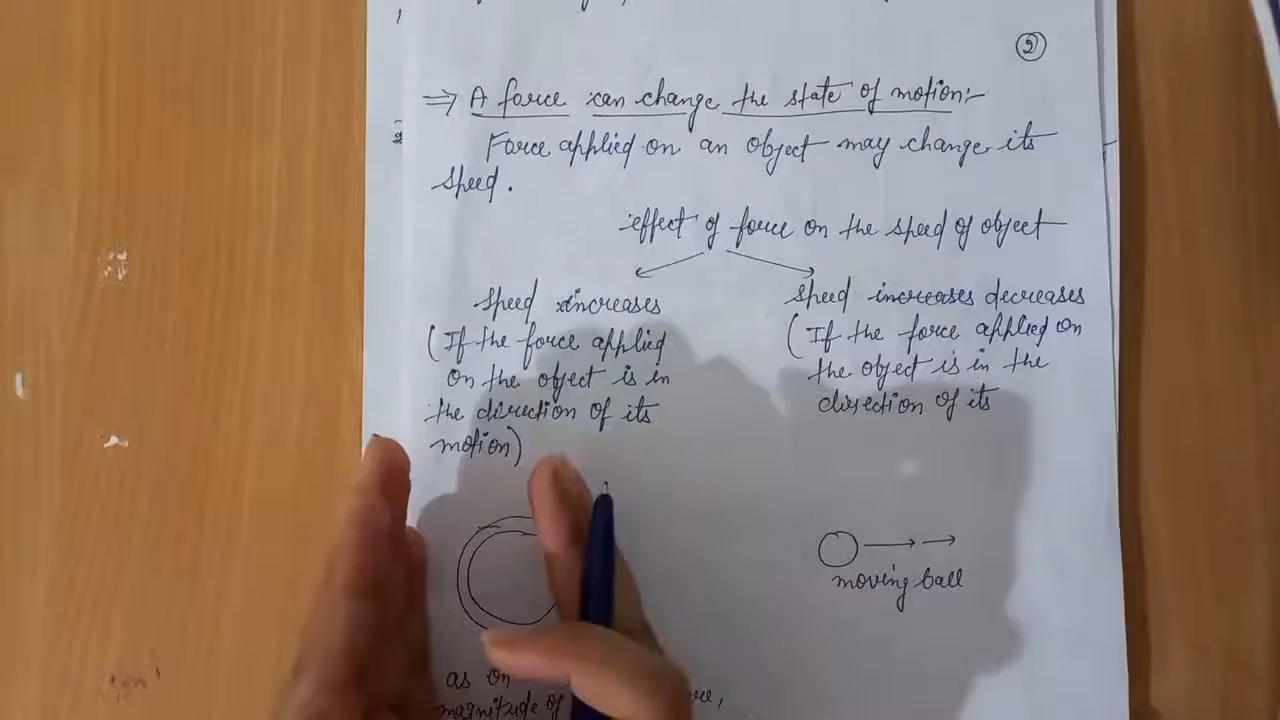 ②
⇒ A force can change the state of motion:-
Force applied on an object may change its
speed.
effect of force on the speed of object
speed increases
(If the force applied
on the object is in
the direction of its
motion)
speed increases decreases
(If the force applied on
the object is in the
direction of its
moving ball
as on
magnitude of